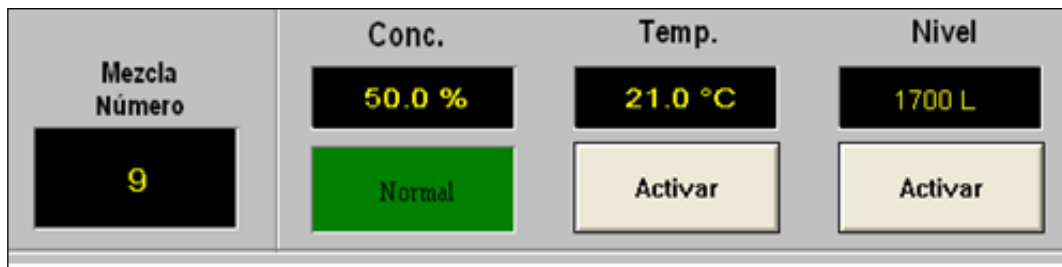 Mezcla
Número
9
Conc.
Temp.
Nivel
50.0 %
21.0 °C
1700 L
Normal
Activar
Activar